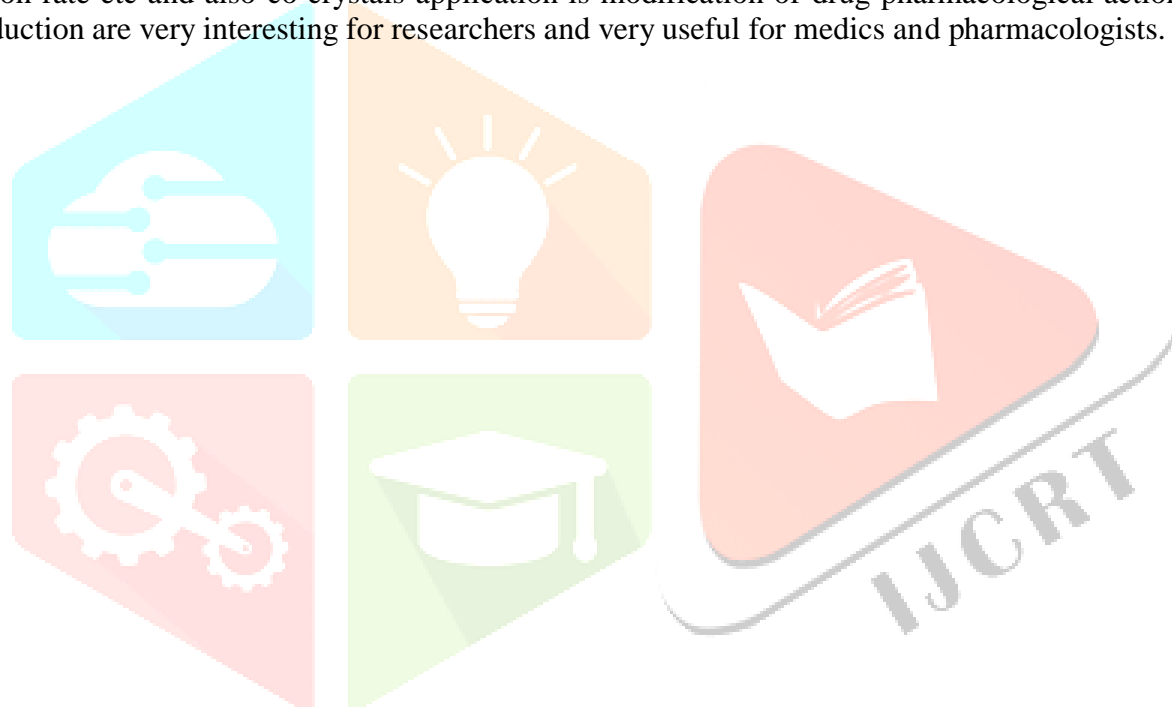 on rate etc and also co crystals application is modification of drug pharmacological action
duction are very interesting for researchers and very useful for medics and pharmacologists.
IJCRT